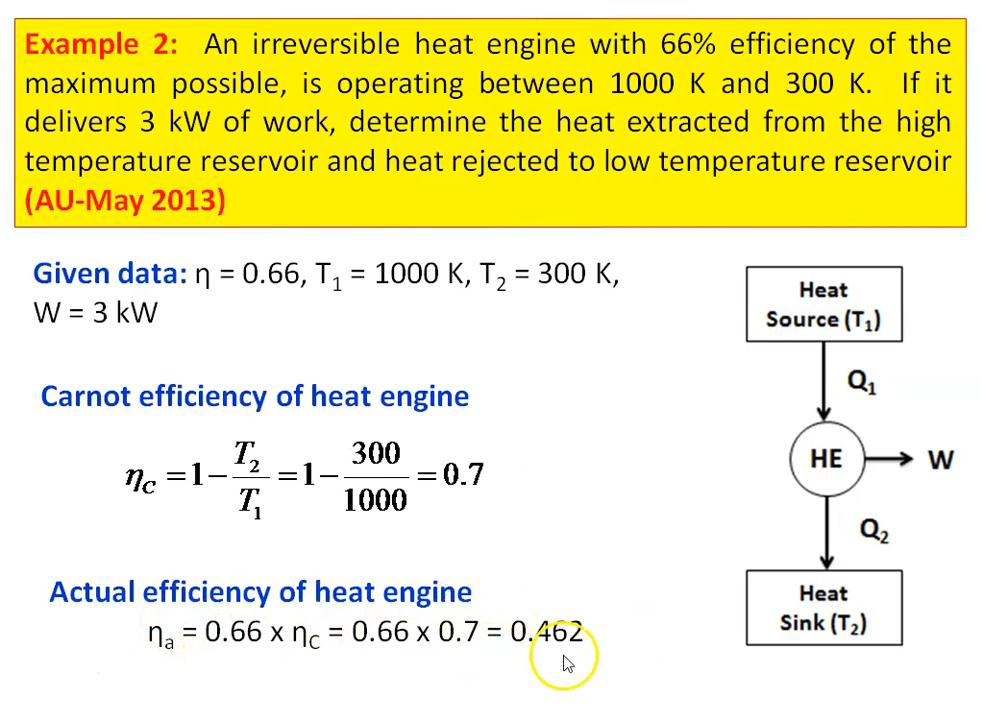 Example 2: An irreversible heat engine with 66% efficiency of the
maximum possible, is operating between 1000 K and 300 K. If it
delivers 3 kW of work, determine the heat extracted from the high
temperature reservoir and heat rejected to low temperature reservoir
(AU-May 2013)
Given data: η = 0.66, T₁ = 1000 K, T₂ = 300 K,
W = 3 kW
Carnot efficiency of heat engine
η_C = 1 - T₂/T₁ = 1 - 300/1000 = 0.7
Actual efficiency of heat engine
ηₐ = 0.66 x η_C = 0.66 x 0.7 = 0.462
Heat
Source (T₁)
Q₁
HE
W
Q₂
Heat
Sink (T₂)